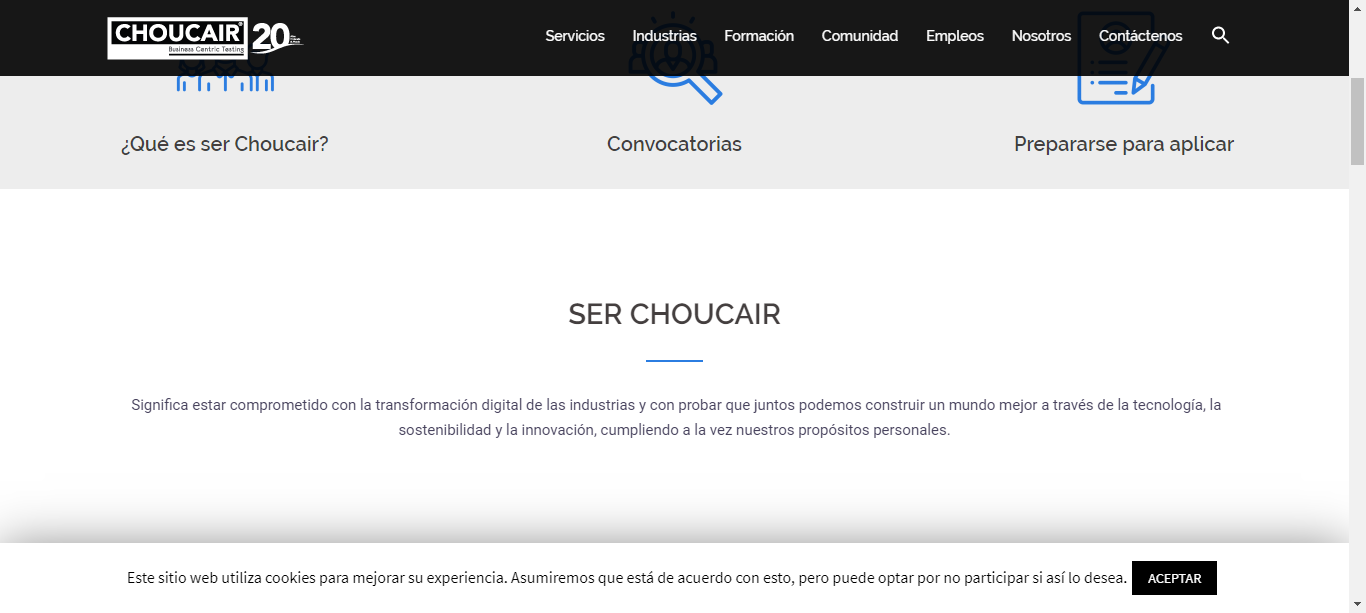 CHOUCAIR®
Business Centric Testing
20
Servicios Industrias Formación Comunidad Empleos Nosotros Contáctenos
¿Qué es ser Choucair? Convocatorias Prepararse para aplicar
SER CHOUCAIR
Significa estar comprometido con la transformación digital de las industrias y con probar que juntos podemos construir un mundo mejor a través de la tecnología, la
sostenibilidad y la innovación, cumpliendo a la vez nuestros propósitos personales.
Este sitio web utiliza cookies para mejorar su experiencia. Asumiremos que está de acuerdo con esto, pero puede optar por no participar si así lo desea. ACEPTAR